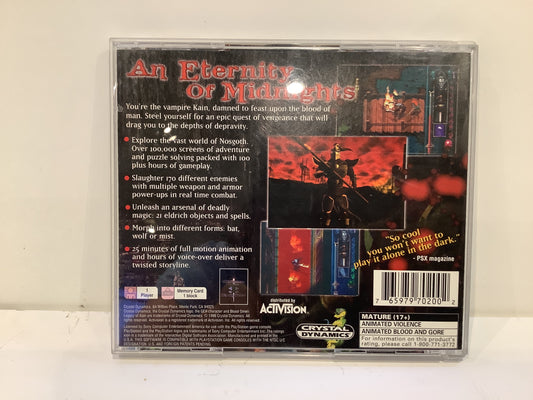 An Eternity
Of Midnights
You're the vampire Kain, damned to feast upon the blood of
man. Steel yourself for an epic quest of vengeance that will
drag you to the depths of depravity.
• Explore the vast world of Nosgoth.
Over 100,000 screens of adventure
and puzzle solving packed with 100
plus hours of gameplay.
• Slaughter 170 different enemies
with multiple weapon and armor
power-ups in real time combat.
• Unleash an arsenal of deadly
magic: 21 eldrich objects and spells.
• Morph into different forms: bat,
wolf or mist.
• 25 minutes of full motion animation
and hours of voice-over deliver a
twisted storyline.
"So cool
you won't want to
play it alone in the dark."
- PSX magazine
1
Player
Memory Card
1 block
distributed by
ACTIVISION
CRYSTAL
DYNAMICS
7 65979 70200 2
MATURE (17+)
ANIMATED VIOLENCE
ANIMATED BLOOD AND GORE
For information on this product's
rating, please call 1-800-771-3772